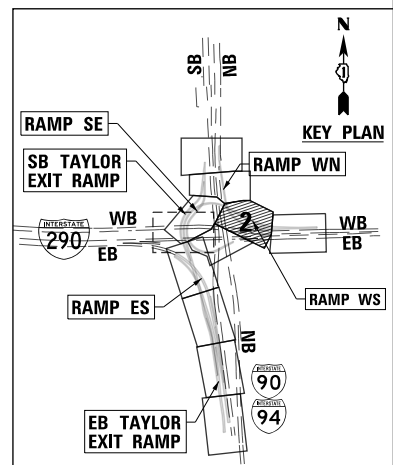 SB
NB
N
1
KEY PLAN
RAMP SE
RAMP WN
SB TAYLOR
EXIT RAMP
WB
INTERSTATE
290
EB
2
WB
EB
RAMP ES
RAMP WS
NB
INTERSTATE
90
INTERSTATE
94
EB TAYLOR
EXIT RAMP